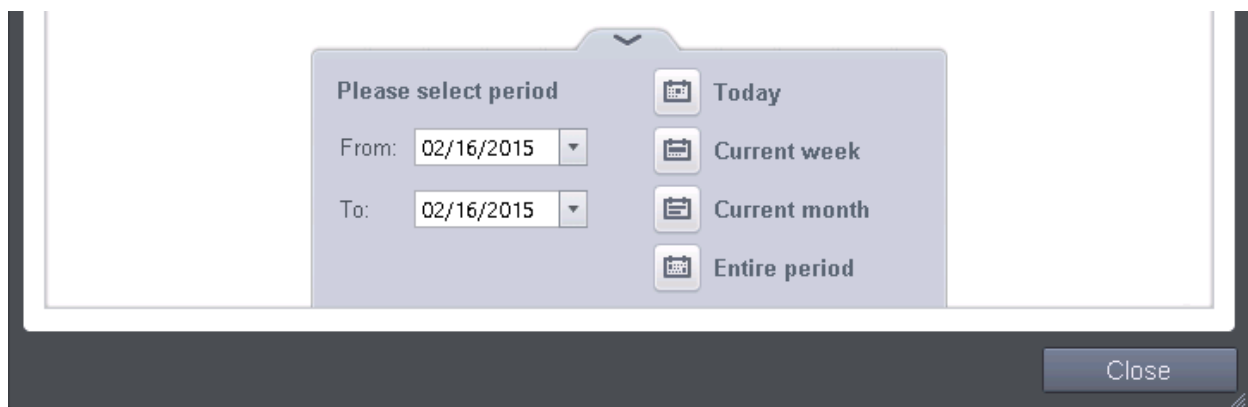 Please select period
From: 02/16/2015
To: 02/16/2015
Today
Current week
Current month
Entire period
Close